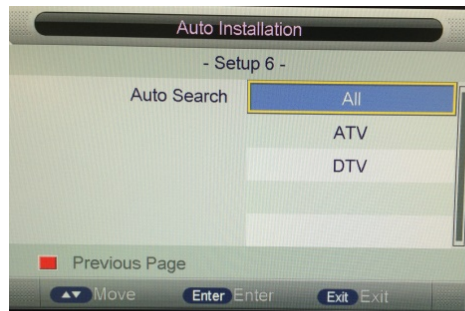 Auto Installation
- Setup 6 -
Auto Search All
ATV
DTV
Previous Page
Move Enter Enter Exit Exit